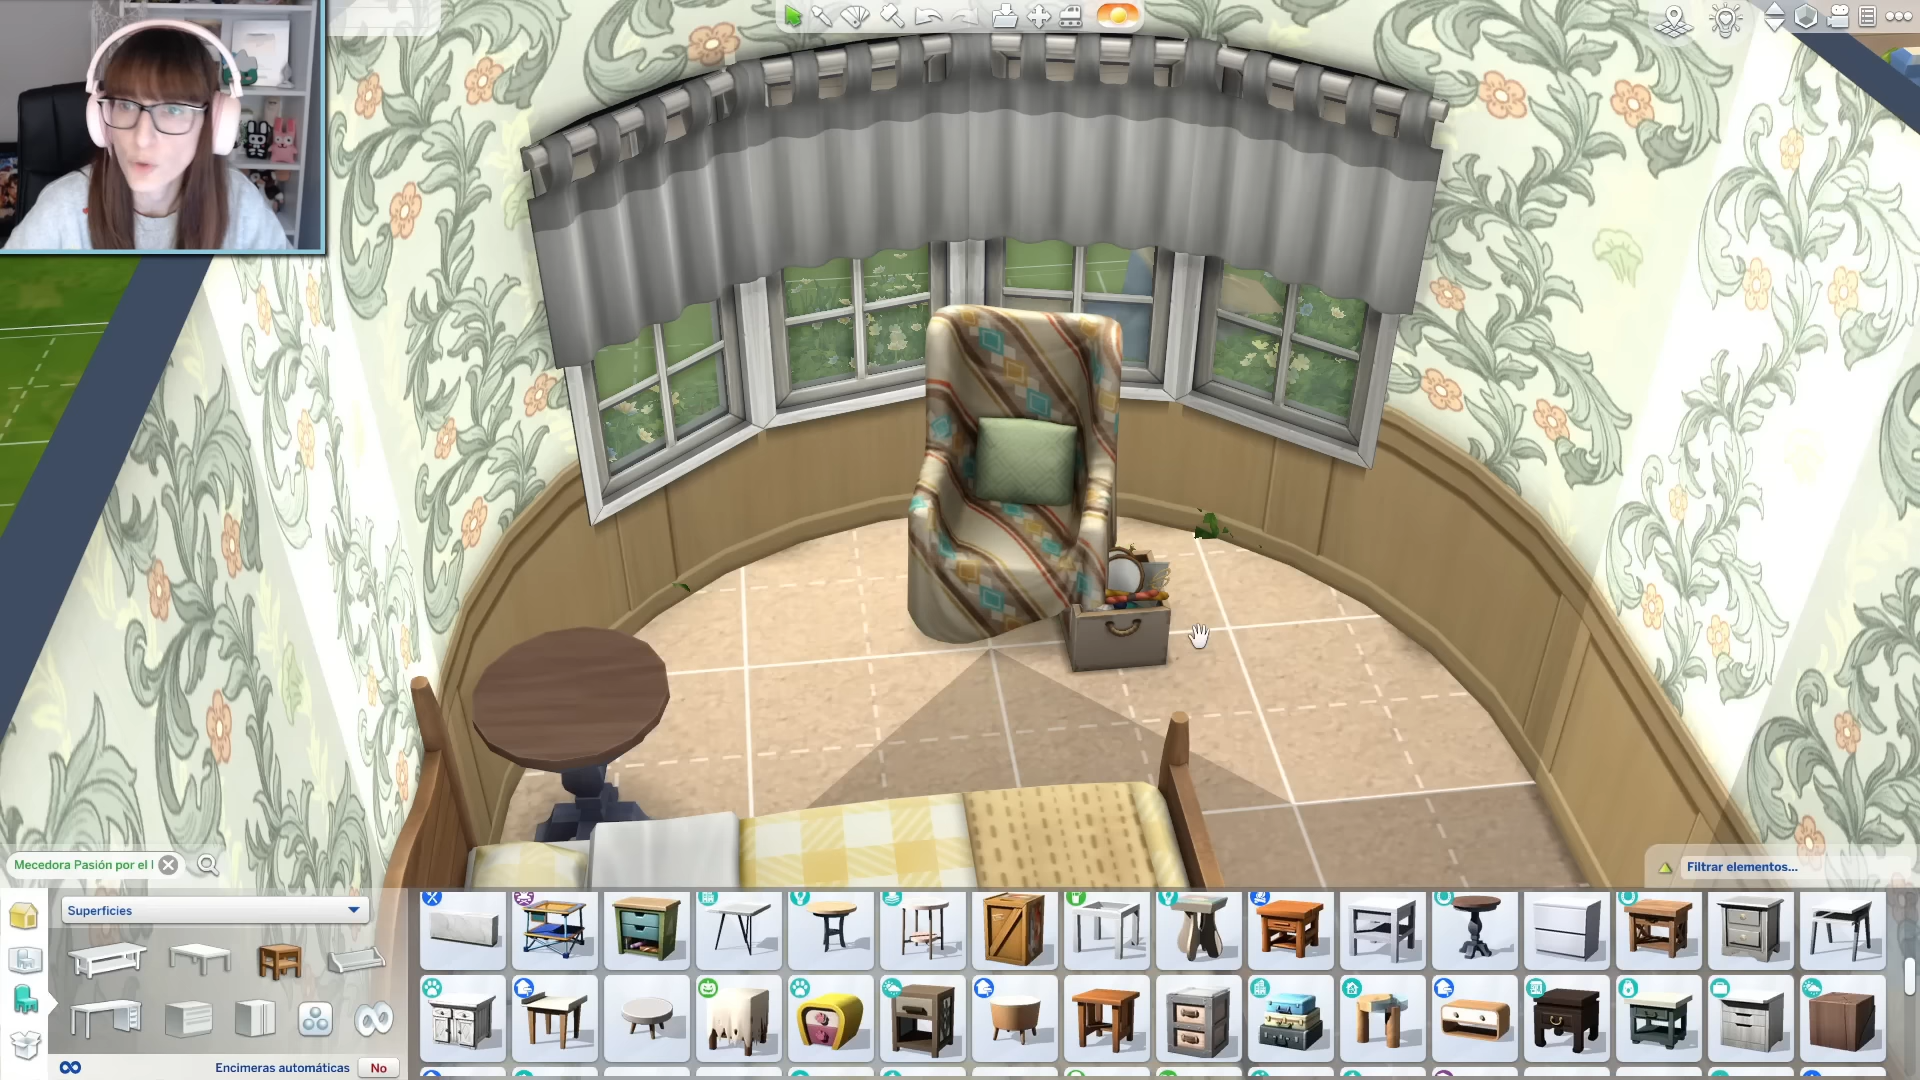 Mecedora Pasión por el l
Filtrar elementos...
Superficies
Encimeras automáticas No